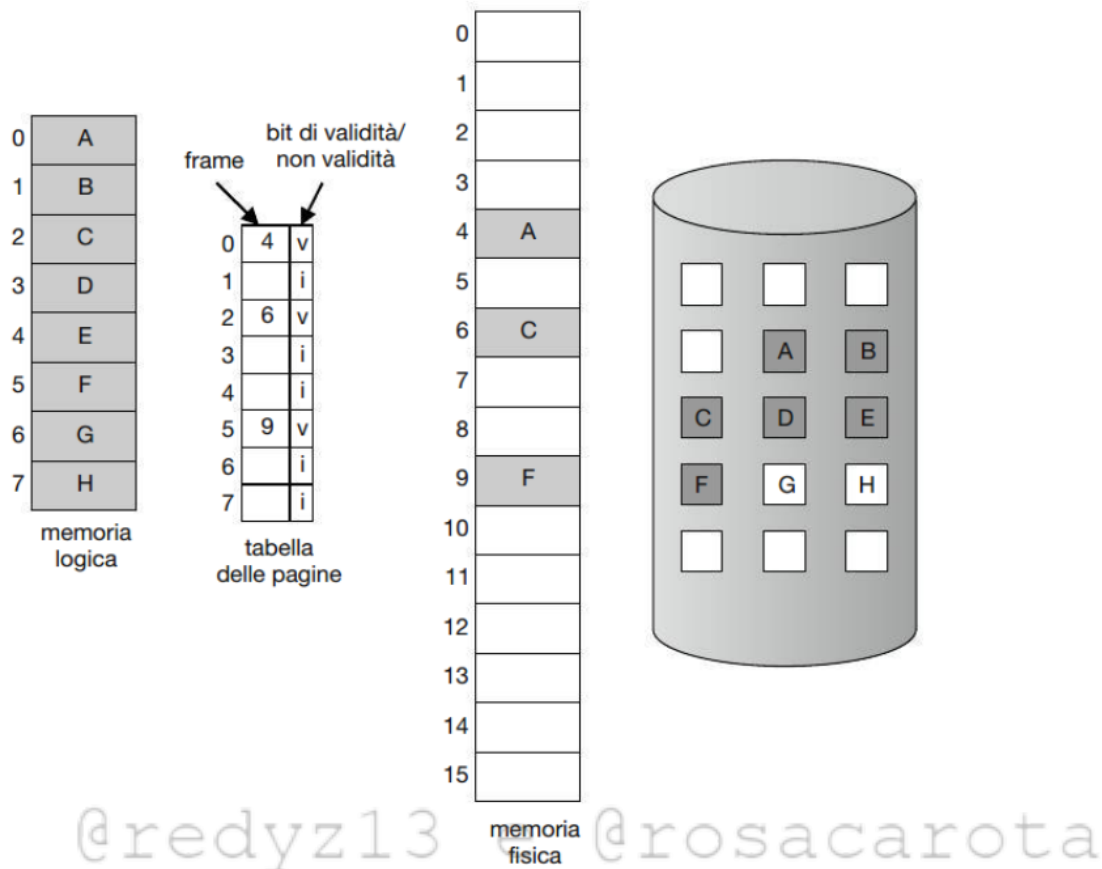 0 A
1 B
2 C
3 D
4 E
5 F
6 G
7 H
memoria
logica
frame
bit di validità/
non validità
0 4 v
1 i
2 6 v
3 i
4 i
5 9 v
6 i
7 i
tabella
delle pagine
0
1
2
3
4 A
5
6 C
7
8
9 F
10
11
12
13
14
15
memoria
fisica
A B
C D E
F G H
@redyz13 e @rosacarota